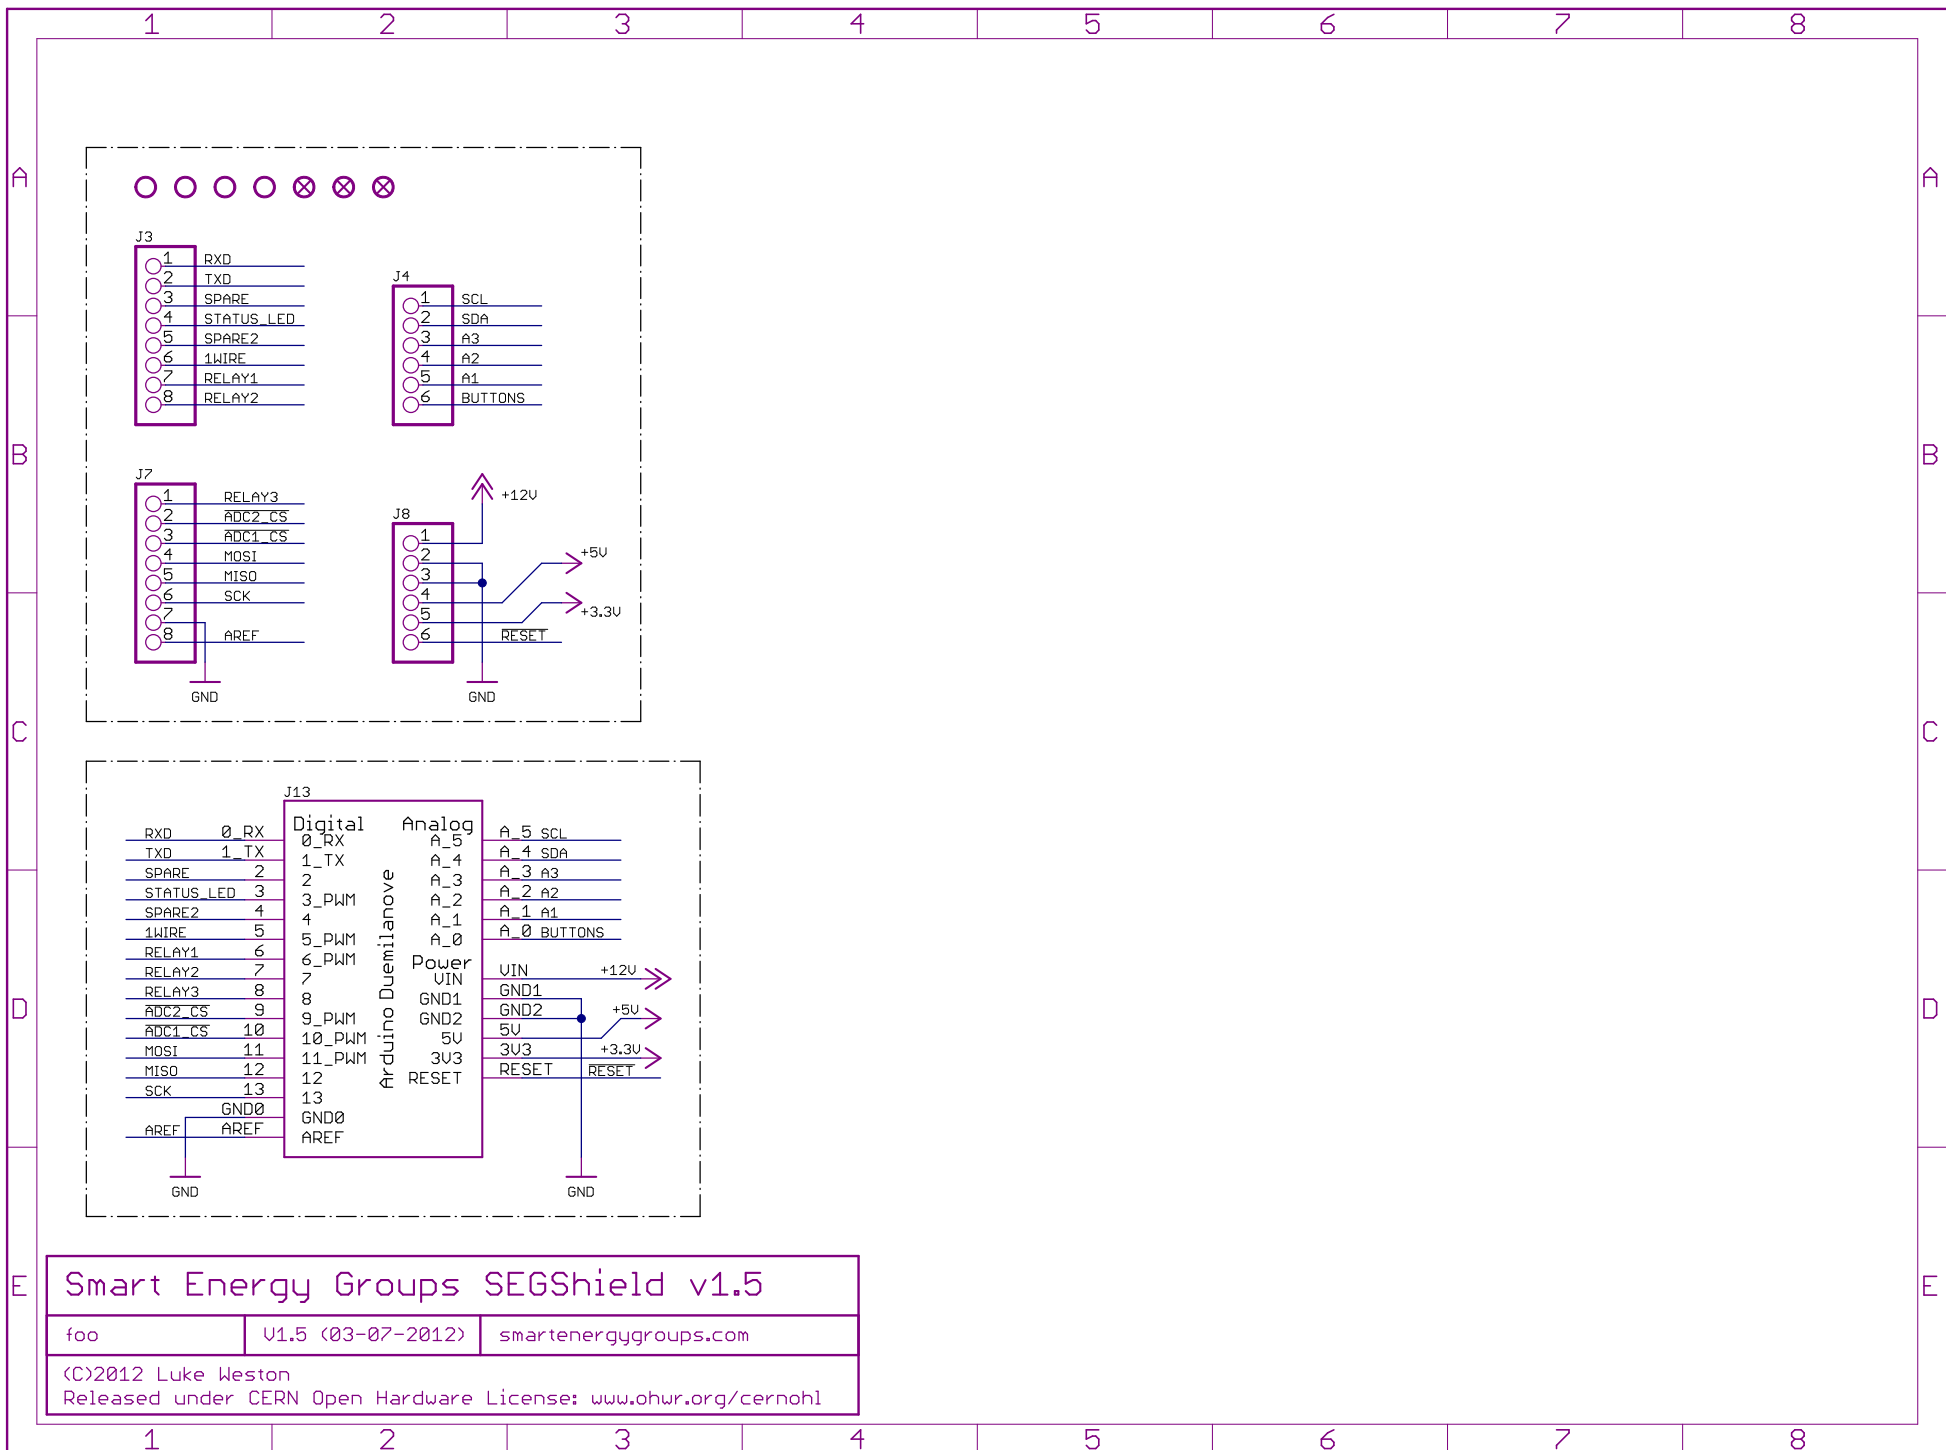 1 2 3 4 5 6 7 8
A A
J3
1 RXD
2 TXD
3 SPARE
4 STATUS_LED
5 SPARE2
6 1WIRE
7 RELAY1
8 RELAY2
J4
1 SCL
2 SDA
3 A3
4 A2
5 A1
6 BUTTONS
B B
J7
1 RELAY3
2 ADC2_CS
3 ADC1_CS
4 MOSI
5 MISO
6 SCK
7
8 AREF
GND
J8
+12V
1
2
3
4
5
6 RESET
+5V
+3.3V
GND
C C
J13
Digital Analog
RXD 0_RX 0_RX
TXD 1_TX 1_TX
SPARE 2 2
STATUS_LED 3 3_PWM
SPARE2 4 4
1WIRE 5 5_PWM
RELAY1 6 6_PWM
RELAY2 7 7
RELAY3 8 8
ADC2_CS 9 9_PWM
ADC1_CS 10 10_PWM
MOSI 11 11_PWM
MISO 12 12
SCK 13 13
GND0 GND0
AREF AREF AREF
GND
Arduino Duemilanove
A_5 A_5 SCL
A_4 A_4 SDA
A_3 A_3 A3
A_2 A_2 A2
A_1 A_1 A1
A_0 A_0 BUTTONS
Power
VIN VIN +12V
GND1 GND1
GND2 GND2 +5V
5V 5V
3V3 3V3 +3.3V
RESET RESET RESET
GND
D D
E E
Smart Energy Groups SEGShield v1.5
foo V1.5 (03-07-2012) smartenergygroups.com
(C)2012 Luke Weston
Released under CERN Open Hardware License: www.ohwr.org/cernohl
1 2 3 4 5 6 7 8